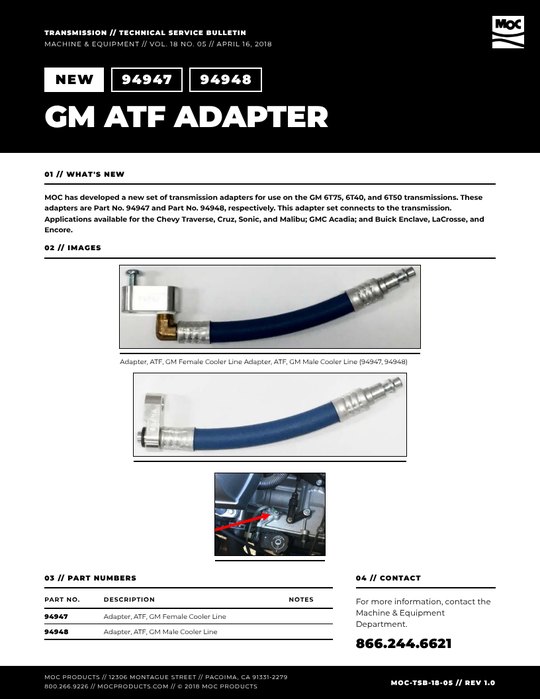 MOC
TRANSMISSION // TECHNICAL SERVICE BULLETIN
MACHINE & EQUIPMENT // VOL. 18 NO. 05 // APRIL 16, 2018
NEW 94947 94948
GM ATF ADAPTER
01 // WHAT'S NEW
MOC has developed a new set of transmission adapters for use on the GM 6T75, 6T40, and 6T50 transmissions. These
adapters are Part No. 94947 and Part No. 94948, respectively. This adapter set connects to the transmission.
Applications available for the Chevy Traverse, Cruz, Sonic, and Malibu; GMC Acadia; and Buick Enclave, LaCrosse, and
Encore.
02 // IMAGES
Adapter, ATF, GM Female Cooler Line Adapter, ATF, GM Male Cooler Line (94947, 94948)
03 // PART NUMBERS
PART NO. DESCRIPTION NOTES
94947 Adapter, ATF, GM Female Cooler Line
94948 Adapter, ATF, GM Male Cooler Line
04 // CONTACT
For more information, contact the
Machine & Equipment
Department.
866.244.6621
MOC PRODUCTS // 12306 MONTAGUE STREET // PACOIMA, CA 91331-2279
800.266.9226 // MOCPRODUCTS.COM // © 2018 MOC PRODUCTS
MOC-TSB-18-05 // REV 1.0